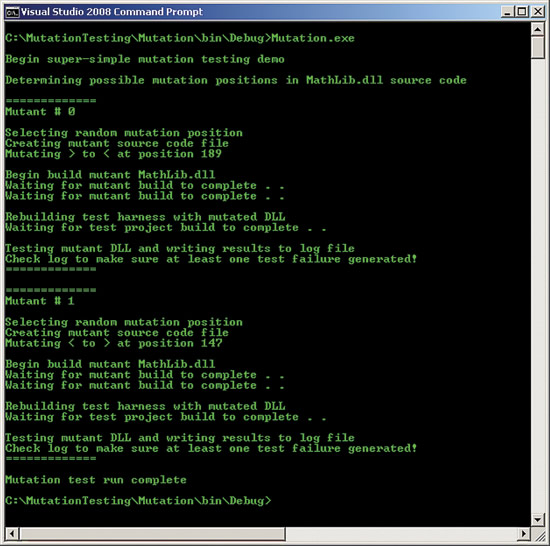 Visual Studio 2008 Command Prompt
C:\MutationTesting\Mutation\bin\Debug>Mutation.exe
Begin super-simple mutation testing demo
Determining possible mutation positions in MathLib.dll source code
=============
Mutant # 0
Selecting random mutation position
Creating mutant source code file
Mutating > to < at position 189
Begin build mutant MathLib.dll
Waiting for mutant build to complete . .
Waiting for mutant build to complete . .
Rebuilding test harness with mutated DLL
Waiting for test project build to complete . .
Testing mutant DLL and writing results to log file
Check log to make sure at least one test failure generated!
=============
=============
Mutant # 1
Selecting random mutation position
Creating mutant source code file
Mutating < to > at position 147
Begin build mutant MathLib.dll
Waiting for mutant build to complete . .
Waiting for mutant build to complete . .
Rebuilding test harness with mutated DLL
Waiting for test project build to complete . .
Testing mutant DLL and writing results to log file
Check log to make sure at least one test failure generated!
=============
Mutation test run complete
C:\MutationTesting\Mutation\bin\Debug>